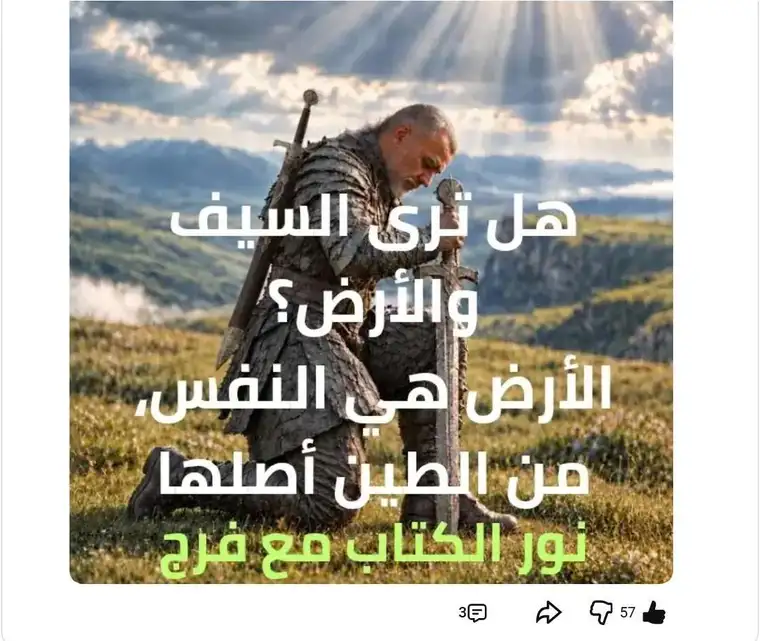 هل ترى السيف
والأرض؟
الأرض هي النفس,
من الطين أصلها
نور الكتاب مع فرج
3
57